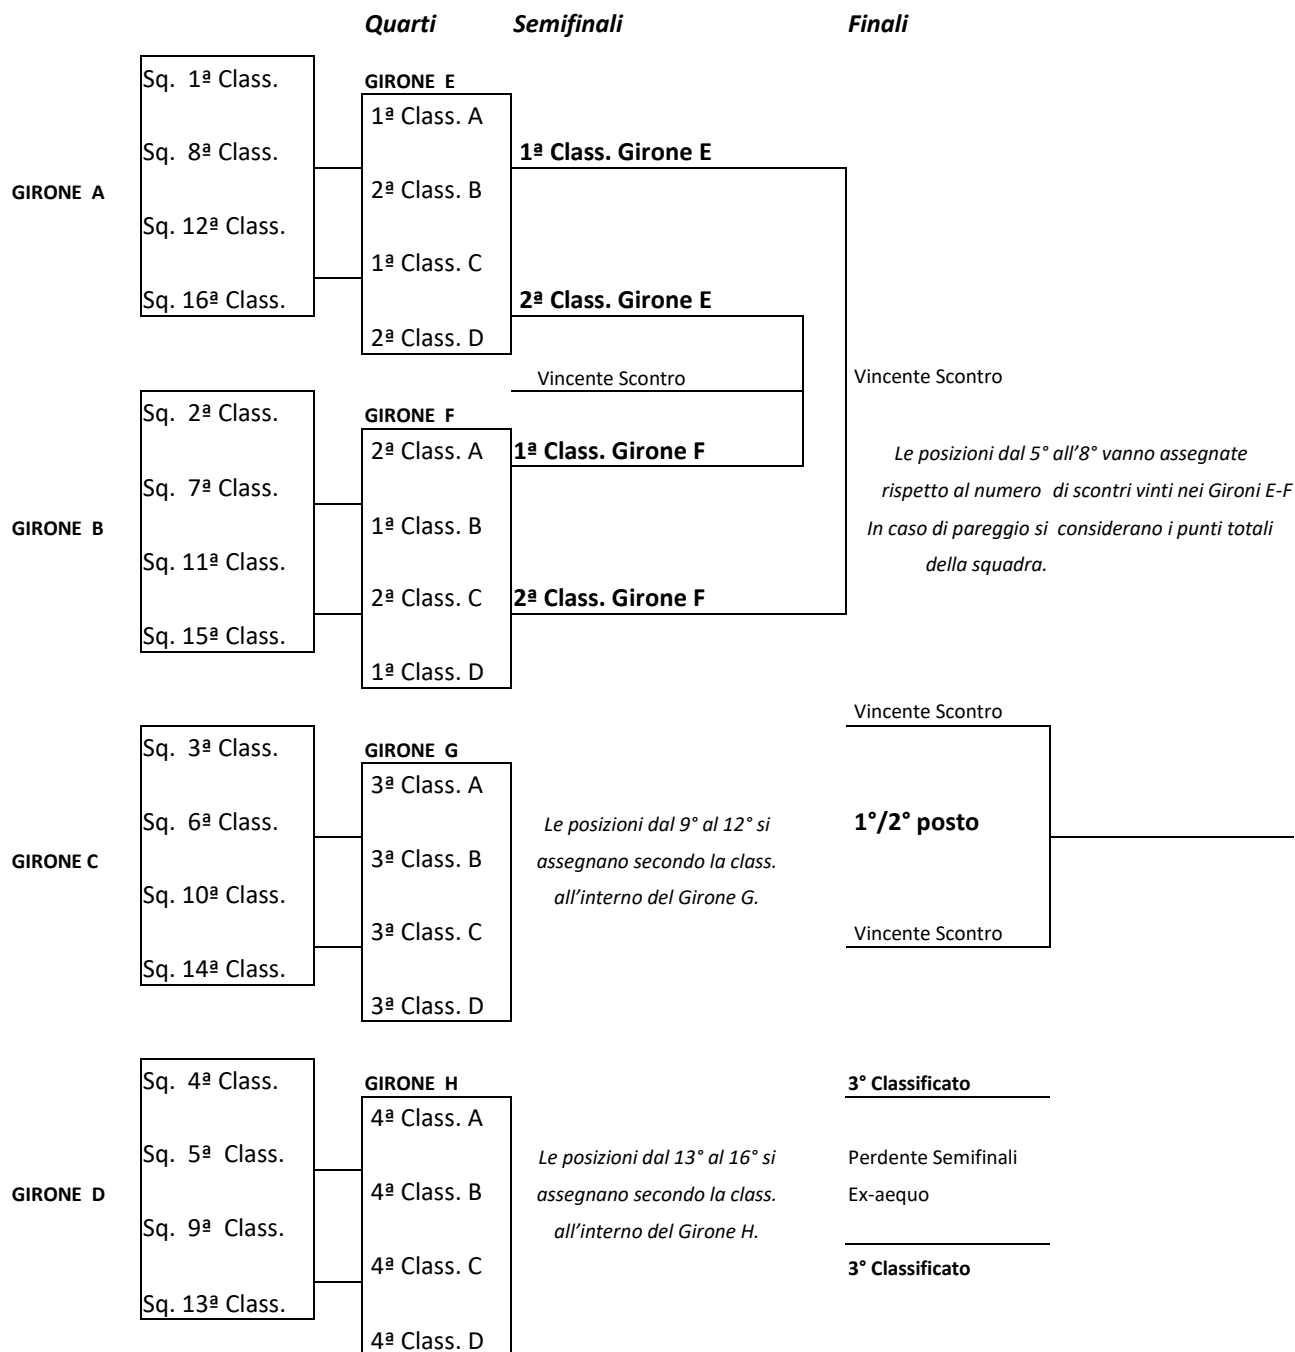 Quarti Semifinali Finali
GIRONE A
Sq. 1ª Class.
Sq. 8ª Class.
Sq. 12ª Class.
Sq. 16ª Class.
GIRONE E
1ª Class. A
2ª Class. B
1ª Class. C
2ª Class. D
1ª Class. Girone E
2ª Class. Girone E
Vincente Scontro
Vincente Scontro
GIRONE B
Sq. 2ª Class.
Sq. 7ª Class.
Sq. 11ª Class.
Sq. 15ª Class.
GIRONE F
2ª Class. A
1ª Class. B
2ª Class. C
1ª Class. D
1ª Class. Girone F
2ª Class. Girone F
Le posizioni dal 5° all’8° vanno assegnate
rispetto al numero di scontri vinti nei Gironi E-F
In caso di pareggio si considerano i punti totali
della squadra.
GIRONE C
Sq. 3ª Class.
Sq. 6ª Class.
Sq. 10ª Class.
Sq. 14ª Class.
GIRONE G
3ª Class. A
3ª Class. B
3ª Class. C
3ª Class. D
Le posizioni dal 9° al 12° si
assegnano secondo la class.
all’interno del Girone G.
Vincente Scontro
1°/2° posto
Vincente Scontro
GIRONE D
Sq. 4ª Class.
Sq. 5ª Class.
Sq. 9ª Class.
Sq. 13ª Class.
GIRONE H
4ª Class. A
4ª Class. B
4ª Class. C
4ª Class. D
Le posizioni dal 13° al 16° si
assegnano secondo la class.
all’interno del Girone H.
3° Classificato
Perdente Semifinali
Ex-aequo
3° Classificato